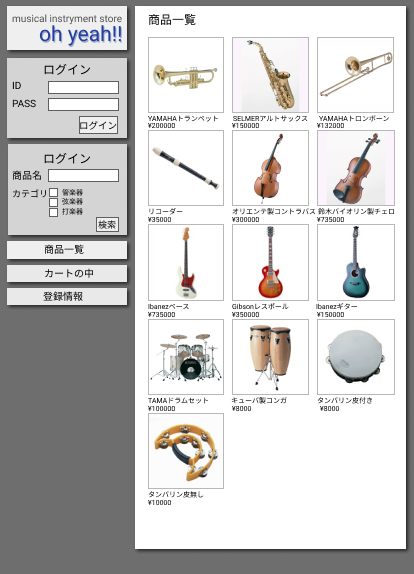 musical instryment store
oh yeah!!
ログイン
ID
PASS
ログイン
ログイン
商品名
カテゴリ
管楽器
弦楽器
打楽器
検索
商品一覧
カートの中
登録情報
商品一覧
YAMAHAトランペット
¥200000
SELMERアルトサックス
¥150000
YAMAHAトロンボーン
¥132000
リコーダー
¥35000
オリエンテ製コントラバス
¥300000
鈴木バイオリン製チェロ
¥735000
Ibanezベース
¥735000
Gibsonレスポール
¥350000
Ibanezギター
¥150000
TAMAドラムセット
¥100000
キューバ製コンガ
¥8000
タンバリン皮付き
¥8000
タンバリン皮無し
¥10000